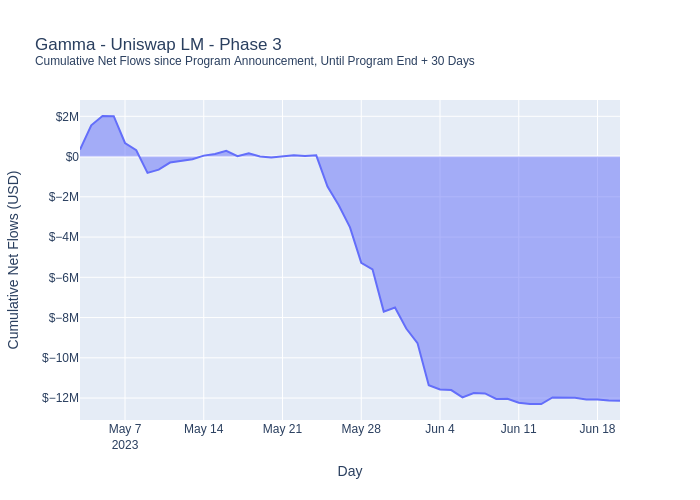 Gamma - Uniswap LM - Phase 3
Cumulative Net Flows since Program Announcement, Until Program End + 30 Days
Cumulative Net Flows (USD)
$2M
$0
$−2M
$−4M
$−6M
$−8M
$−10M
$−12M
May 7
2023
May 14
May 21
May 28
Jun 4
Jun 11
Jun 18
Day